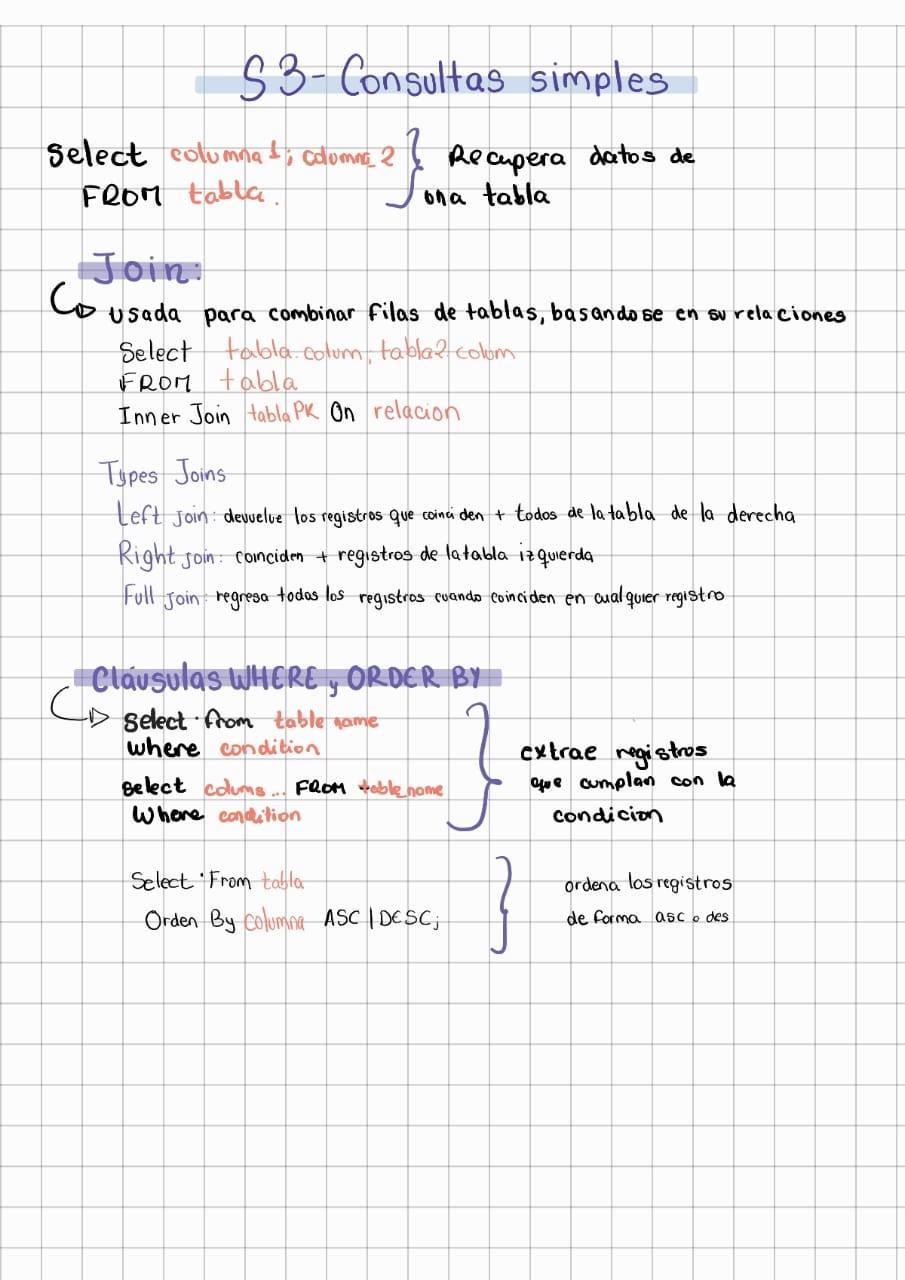 S3-Consultas simples
Select columna1; columna_2
FROM tabla.
Recupera datos de
una tabla
Join:
usada para combinar filas de tablas, basandose en su relaciones
Select tabla.colum; tabla2.colum
FROM tabla
Inner Join tabla PK On relacion
Types Joins
Left Join: devuelve los registros que coinciden + todos de la tabla de la derecha
Right join: coinciden + registros de la tabla izquierda
Full Join: regresa todos los registros cuando coinciden en cualquier registro
Cláusulas WHERE y ORDER BY
Select · from table name
where condition
Select colums... FROM table_name
Where condition
extrae registros
que cumplan con la
condicion
Select · From tabla
Orden By columna ASC | DESC;
ordena los registros
de forma asc o des